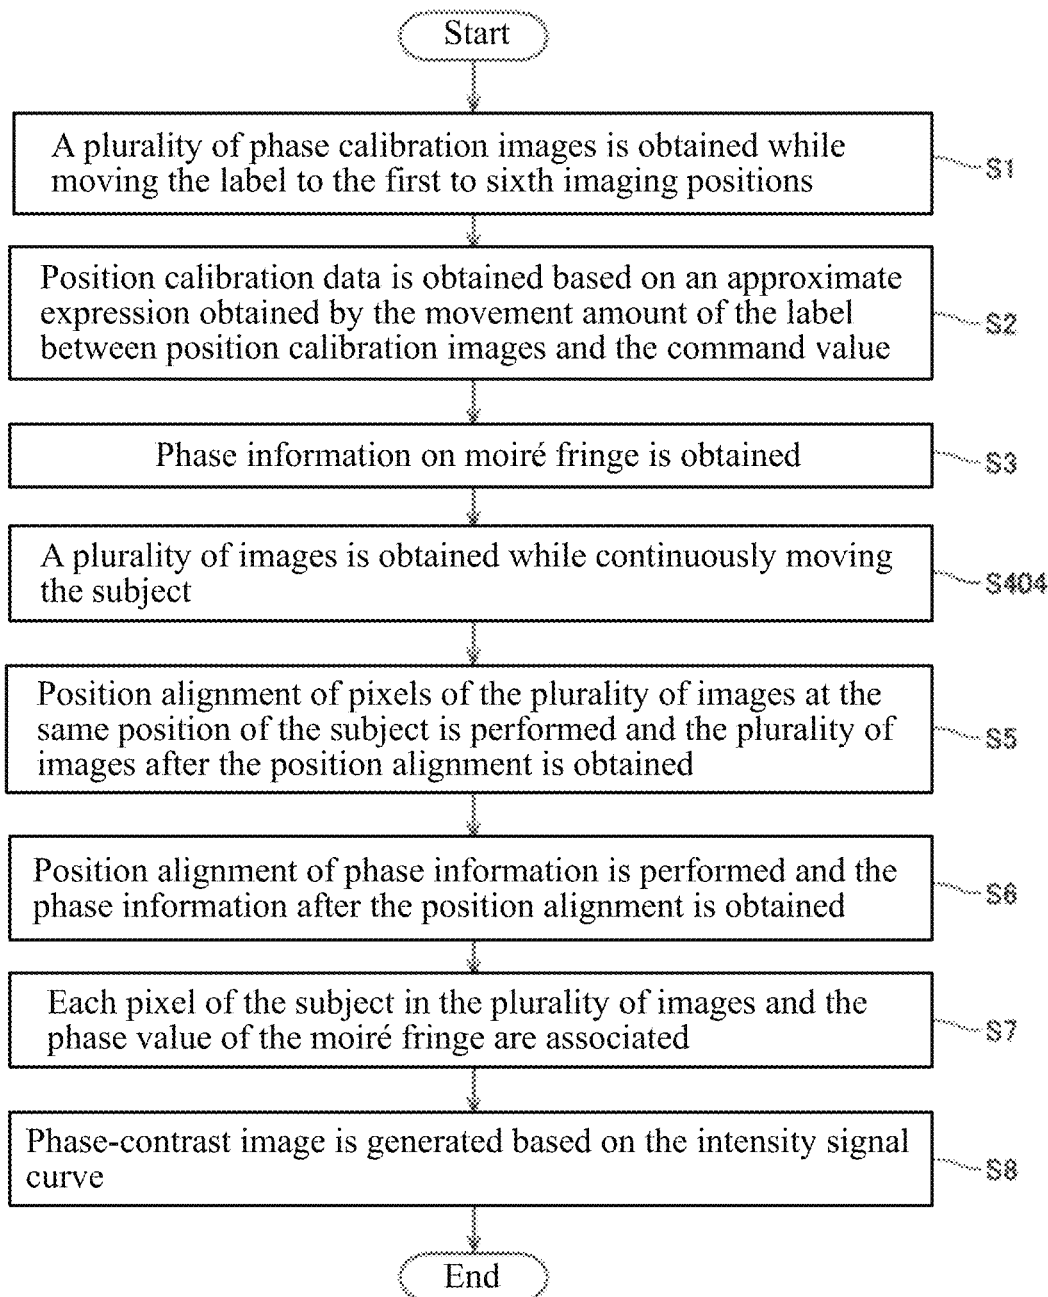 Start
A plurality of phase calibration images is obtained while
moving the label to the first to sixth imaging positions
S1
Position calibration data is obtained based on an approximate
expression obtained by the movement amount of the label
between position calibration images and the command value
S2
Phase information on moiré fringe is obtained
S3
A plurality of images is obtained while continuously moving
the subject
S404
Position alignment of pixels of the plurality of images at the
same position of the subject is performed and the plurality of
images after the position alignment is obtained
S5
Position alignment of phase information is performed and the
phase information after the position alignment is obtained
S6
Each pixel of the subject in the plurality of images and the
phase value of the moiré fringe are associated
S7
Phase-contrast image is generated based on the intensity signal
curve
S8
End